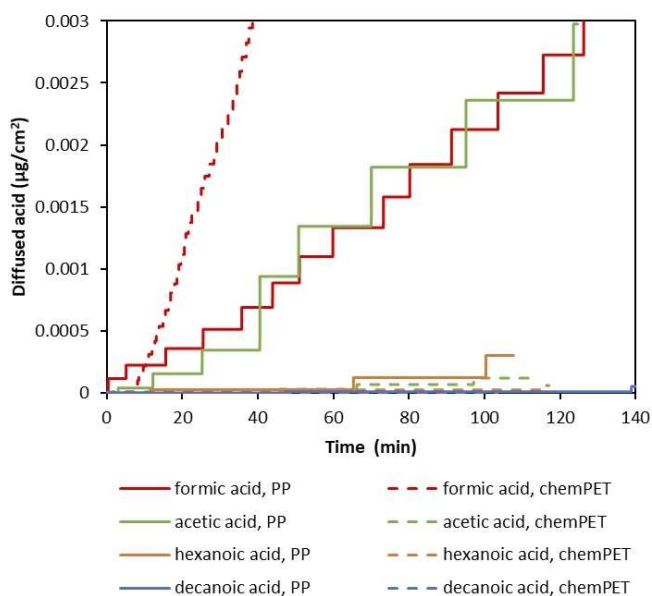 0.003
0.0025
0.002
0.0015
0.001
0.0005
0
Diffused acid (µg/cm²)
0 20 40 60 80 100 120 140
Time (min)
formic acid, PP formic acid, chemPET
acetic acid, PP acetic acid, chemPET
hexanoic acid, PP hexanoic acid, chemPET
decanoic acid, PP decanoic acid, chemPET